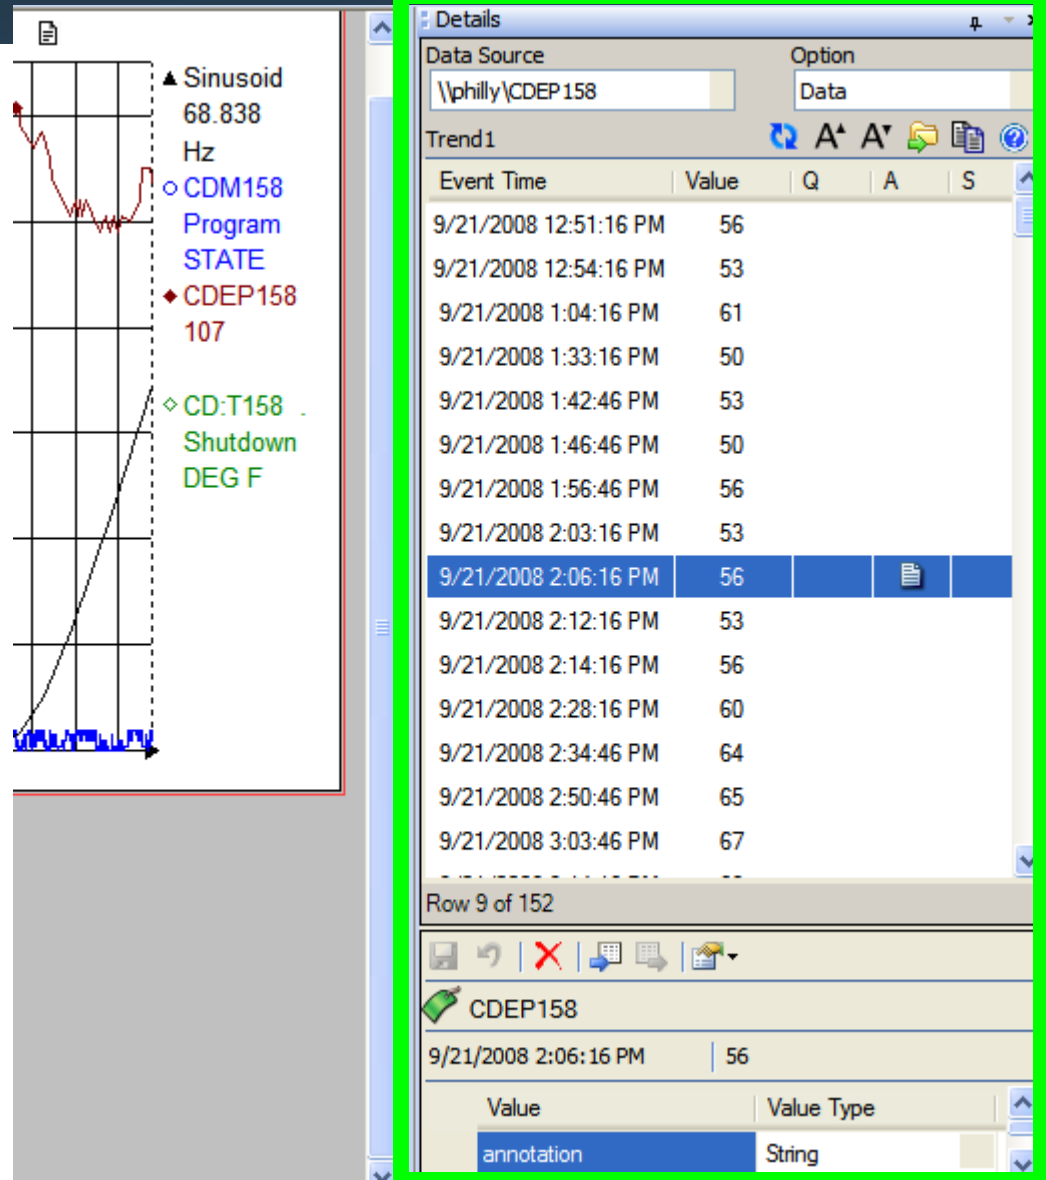 Sinusoid
68.838
Hz
CDM158
Program
STATE
CDEP158
107
CD:T158 .
Shutdown
DEG F
Details
Data Source Option
\\philly\CDEP158 Data
Trend1
Event Time Value Q A S
9/21/2008 12:51:16 PM 56
9/21/2008 12:54:16 PM 53
9/21/2008 1:04:16 PM 61
9/21/2008 1:33:16 PM 50
9/21/2008 1:42:46 PM 53
9/21/2008 1:46:46 PM 50
9/21/2008 1:56:46 PM 56
9/21/2008 2:03:16 PM 53
9/21/2008 2:06:16 PM 56
9/21/2008 2:12:16 PM 53
9/21/2008 2:14:16 PM 56
9/21/2008 2:28:16 PM 60
9/21/2008 2:34:46 PM 64
9/21/2008 2:50:46 PM 65
9/21/2008 3:03:46 PM 67
Row 9 of 152
CDEP158
9/21/2008 2:06:16 PM 56
Value Value Type
annotation String